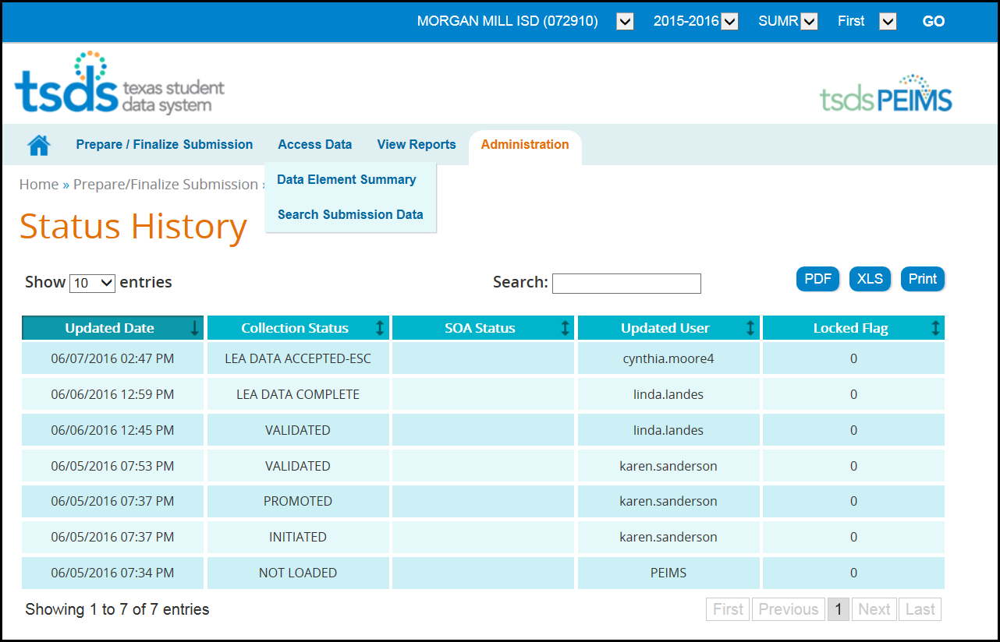 MORGAN MILL ISD (072910) 2015-2016 SUMR First GO
tsds texas student
data system
tsds PEIMS
Prepare / Finalize Submission Access Data View Reports Administration
Home » Prepare/Finalize Submission »
Data Element Summary
Search Submission Data
Status History
Show 10 entries Search: PDF XLS Print
Updated Date Collection Status SOA Status Updated User Locked Flag
06/07/2016 02:47 PM LEA DATA ACCEPTED-ESC cynthia.moore4 0
06/06/2016 12:59 PM LEA DATA COMPLETE linda.landes 0
06/06/2016 12:45 PM VALIDATED linda.landes 0
06/05/2016 07:53 PM VALIDATED karen.sanderson 0
06/05/2016 07:37 PM PROMOTED karen.sanderson 0
06/05/2016 07:37 PM INITIATED karen.sanderson 0
06/05/2016 07:34 PM NOT LOADED PEIMS 0
Showing 1 to 7 of 7 entries First Previous 1 Next Last